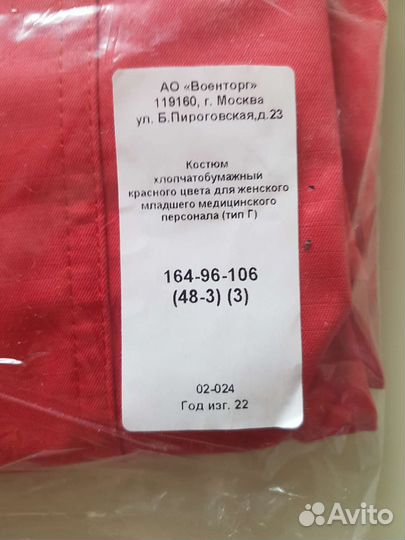 АО «Военторг»
119160, г. Москва
ул. Б.Пироговская,д.23
Костюм
хлопчатобумажный
красного цвета для женского
младшего медицинского
персонала (тип Г)
164-96-106
(48-3) (3)
02-024
Год изг. 22
Avito